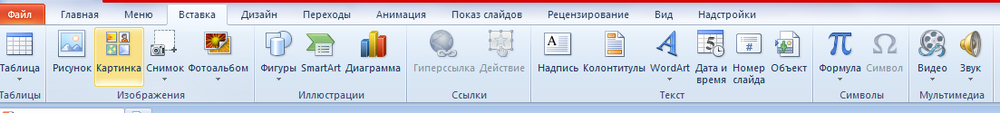 Файл Главная Меню Вставка Дизайн Переходы Анимация Показ слайдов Рецензирование Вид Надстройки
Таблица Рисунок Картинка Снимок Фотоальбом Фигуры SmartArt Диаграмма Гиперссылка Действие Надпись Колонтитулы WordArt Дата и время Номер слайда Объект Формула Символ Видео Звук
Таблицы Изображения Иллюстрации Ссылки Текст Символы Мультимедиа